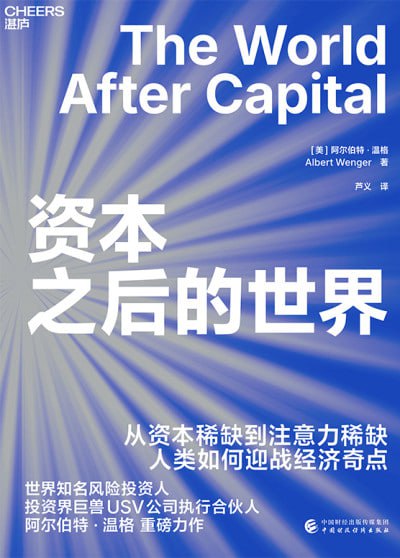 CHEERS
湛庐
The World
After Capital
[美] 阿尔伯特·温格
Albert Wenger 著
芦义 译
资本
之后的世界
从资本稀缺到注意力稀缺
人类如何迎战经济奇点
世界知名风险投资人
投资界巨兽USV公司执行合伙人
阿尔伯特·温格 重磅力作
中国财经出版传媒集团
中国财政经济出版社